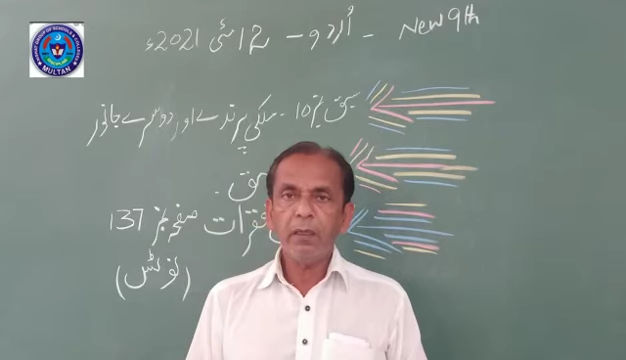 MULTAN
New 9th - اُردو - 12 مئی 2021ء
سبق نمبر 10 - ملکی پرندے اور دوسرے جانور
فقرات صفحہ نمبر 137
(نوٹس)